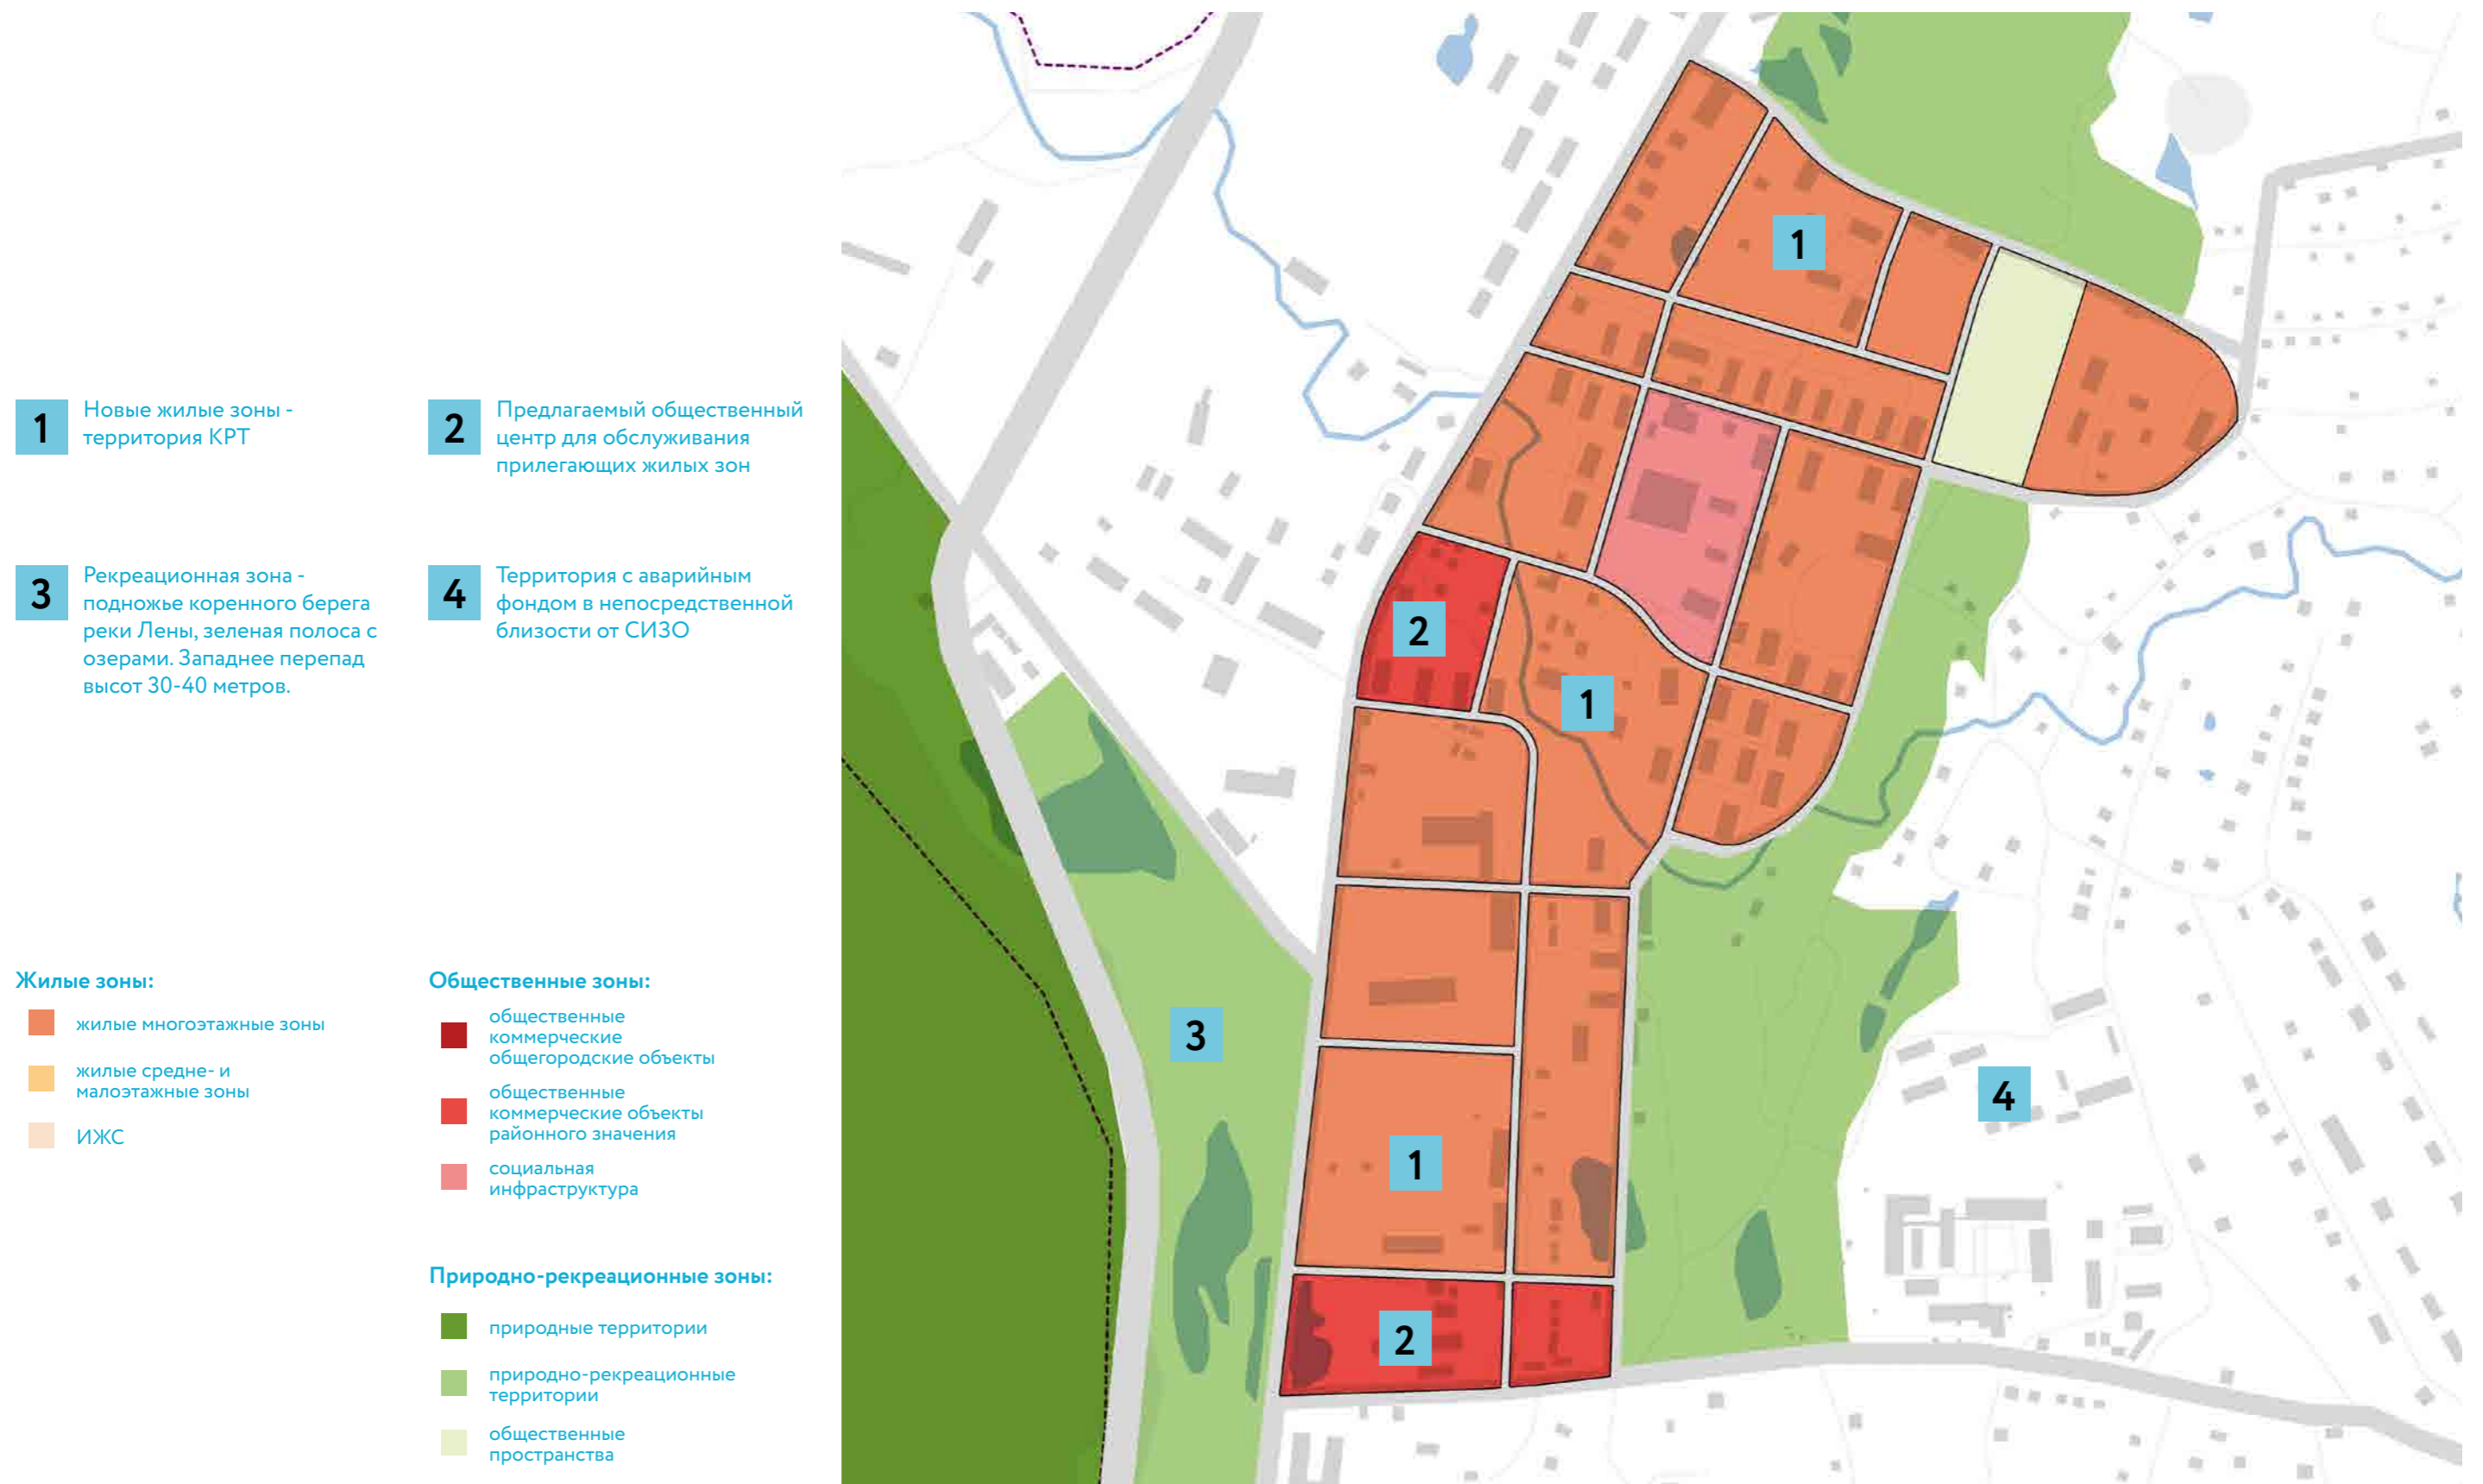 1
Новые жилые зоны -
территория КРТ
2
Предлагаемый общественный
центр для обслуживания
прилегающих жилых зон
3
Рекреационная зона -
подножье коренного берега
реки Лены, зеленая полоса с
озерами. Западнее перепад
высот 30-40 метров.
4
Территория с аварийным
фондом в непосредственной
близости от СИЗО
Жилые зоны:
жилые многоэтажные зоны
жилые средне- и
малоэтажные зоны
ИЖС
Общественные зоны:
общественные
коммерческие
общегородские объекты
общественные
коммерческие объекты
районного значения
социальная
инфраструктура
Природно-рекреационные зоны:
природные территории
природно-рекреационные
территории
общественные
пространства
1
2
1
3
4
1
2